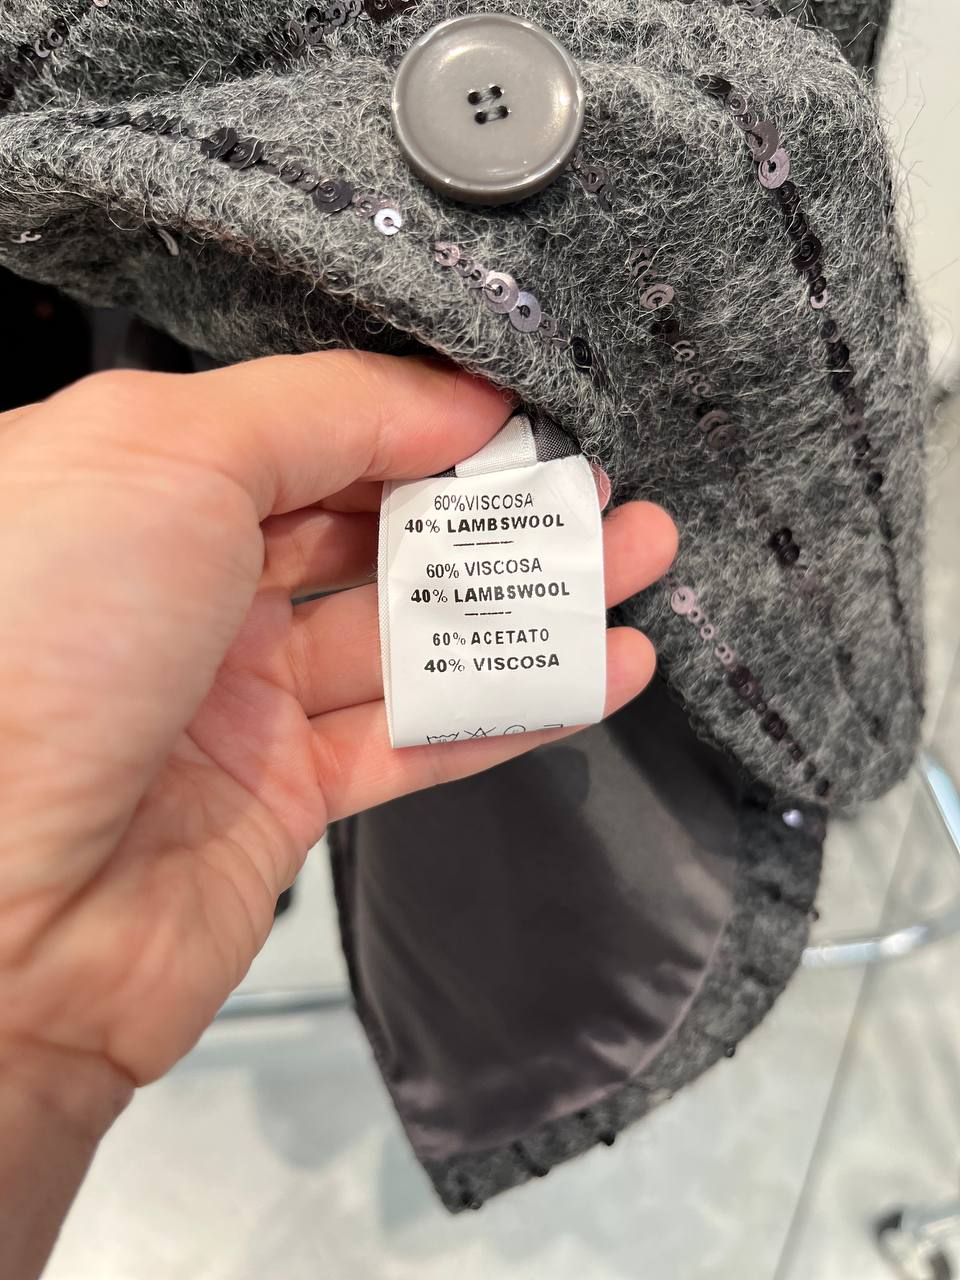 60%VISCOSA
40% LAMBSWOOL
60% VISCOSA
40% LAMBSWOOL
60% ACETATO
40% VISCOSA